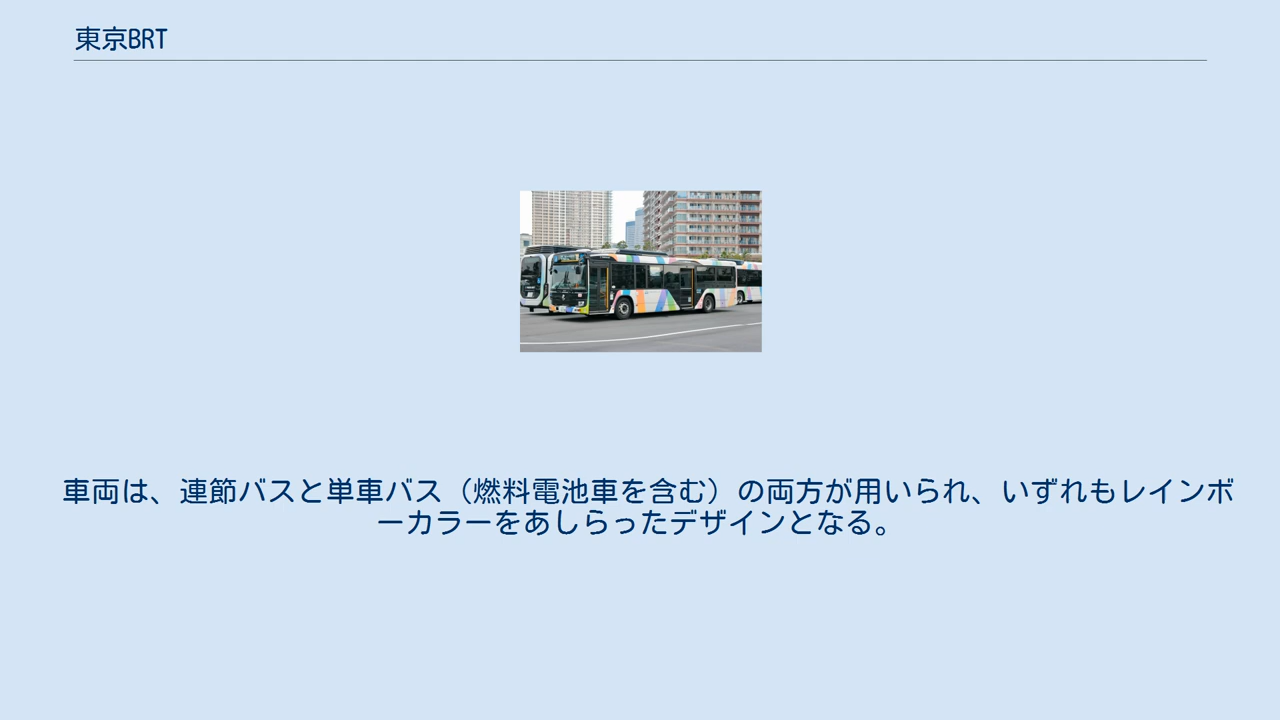 東京BRT
車両は、連節バスと単車バス（燃料電池車を含む）の両方が用いられ、いずれもレインボ
ーカラーをあしらったデザインとなる。